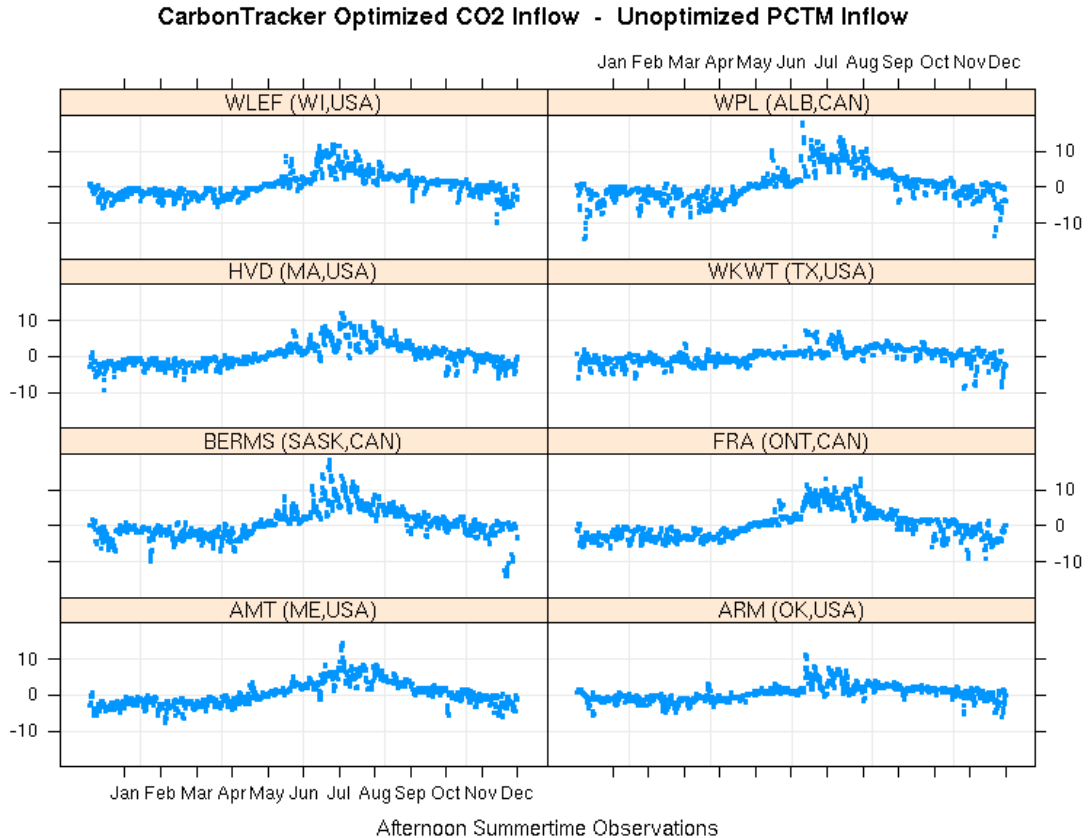 CarbonTracker Optimized CO2 Inflow - Unoptimized PCTM Inflow
Jan Feb Mar Apr May Jun Jul Aug Sep Oct Nov Dec
WLEF (WI,USA) WPL (ALB,CAN)
10
0
-10
HVD (MA,USA) WKWT (TX,USA)
10
0
-10
BERMS (SASK,CAN) FRA (ONT,CAN)
10
0
-10
AMT (ME,USA) ARM (OK,USA)
10
0
-10
Jan Feb Mar Apr May Jun Jul Aug Sep Oct Nov Dec
Afternoon Summertime Observations